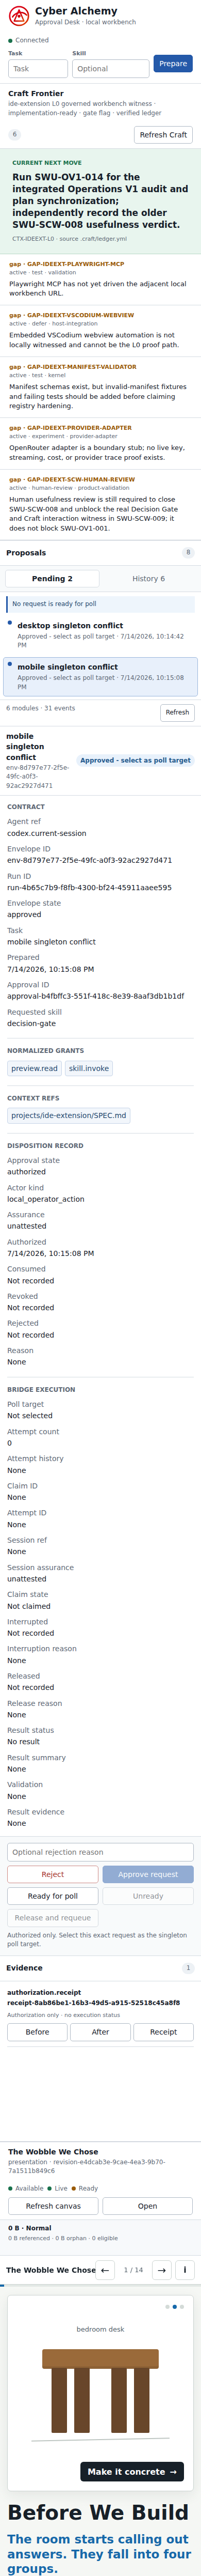 Cyber Alchemy
Approval Desk · local workbench
Connected
Task
Skill
Task
Optional
Prepare
Craft Frontier
ide-extension L0 governed workbench witness ·
implementation-ready · gate flag · verified ledger
6
Refresh Craft
CURRENT NEXT MOVE
Run SWU-OV1-014 for the
integrated Operations V1 audit and
plan synchronization;
independently record the older
SWU-SCW-008 usefulness verdict.
CTX-IDEEXT-L0 · source .craft/ledger.yml
gap · GAP-IDEEXT-PLAYWRIGHT-MCP
active · test · validation
Playwright MCP has not yet driven the adjacent local
workbench URL.
gap · GAP-IDEEXT-VSCODIUM-WEBVIEW
active · defer · host-integration
Embedded VSCodium webview automation is not
locally witnessed and cannot be the L0 proof path.
gap · GAP-IDEEXT-MANIFEST-VALIDATOR
active · test · kernel
Manifest schemas exist, but invalid-manifest fixtures
and failing tests should be added before claiming
registry hardening.
gap · GAP-IDEEXT-PROVIDER-ADAPTER
active · experiment · provider-adapter
OpenRouter adapter is a boundary stub; no live key,
streaming, cost, or provider trace proof exists.
gap · GAP-IDEEXT-SCW-HUMAN-REVIEW
active · human-review · product-validation
Human usefulness review is still required to close
SWU-SCW-008 and unblock the real Decision Gate
and Craft interaction witness in SWU-SCW-009; it
does not block SWU-OV1-001.
Proposals
8
Pending 2
History 6
No request is ready for poll
desktop singleton conflict
Approved - select as poll target · 7/14/2026, 10:14:42
PM
mobile singleton conflict
Approved - select as poll target · 7/14/2026, 10:15:08
PM
6 modules · 31 events
Refresh
mobile
singleton
conflict
env-8d797e77-2f5e-
49fc-a0f3-
92ac2927d471
Approved - select as poll target
CONTRACT
Agent ref
codex.current-session
Envelope ID
env-8d797e77-2f5e-49fc-a0f3-92ac2927d471
Run ID
run-4b65c7b9-f8fb-4300-bf24-45911aaee595
Envelope state
approved
Task
mobile singleton conflict
Prepared
7/14/2026, 10:15:08 PM
Approval ID
approval-b4fbffc3-551f-418c-8e39-8aaf3db1b1df
Requested skill
decision-gate
NORMALIZED GRANTS
preview.read
skill.invoke
CONTEXT REFS
projects/ide-extension/SPEC.md
DISPOSITION RECORD
Approval state
authorized
Actor kind
local_operator_action
Assurance
unattested
Authorized
7/14/2026, 10:15:08 PM
Consumed
Not recorded
Revoked
Not recorded
Rejected
Not recorded
Reason
None
BRIDGE EXECUTION
Poll target
Not selected
Attempt count
0
Attempt history
None
Claim ID
None
Attempt ID
None
Session ref
None
Session assurance
unattested
Claim state
Not claimed
Interrupted
Not recorded
Interruption reason
None
Released
Not recorded
Release reason
None
Result status
No result
Result summary
None
Validation
None
Result evidence
None
Optional rejection reason
Reject
Approve request
Ready for poll
Unready
Release and requeue
Authorized only. Select this exact request as the singleton
poll target.
Evidence
1
authorization.receipt
receipt-8ab86be1-16b3-49d5-a915-52518c45a8f8
Authorization only · no execution status
Before
After
Receipt
The Wobble We Chose
presentation · revision-e4dcab3e-9cae-4ea3-9b70-
7a1511b849c6
Available
Live
Ready
Refresh canvas
Open
0 B · Normal
0 B referenced · 0 B orphan · 0 eligible
The Wobble We Chose
←
1 / 14
→
i
bedroom desk
Make it concrete →
Before We Build
The room starts calling out
answers. They fall into four
groups.